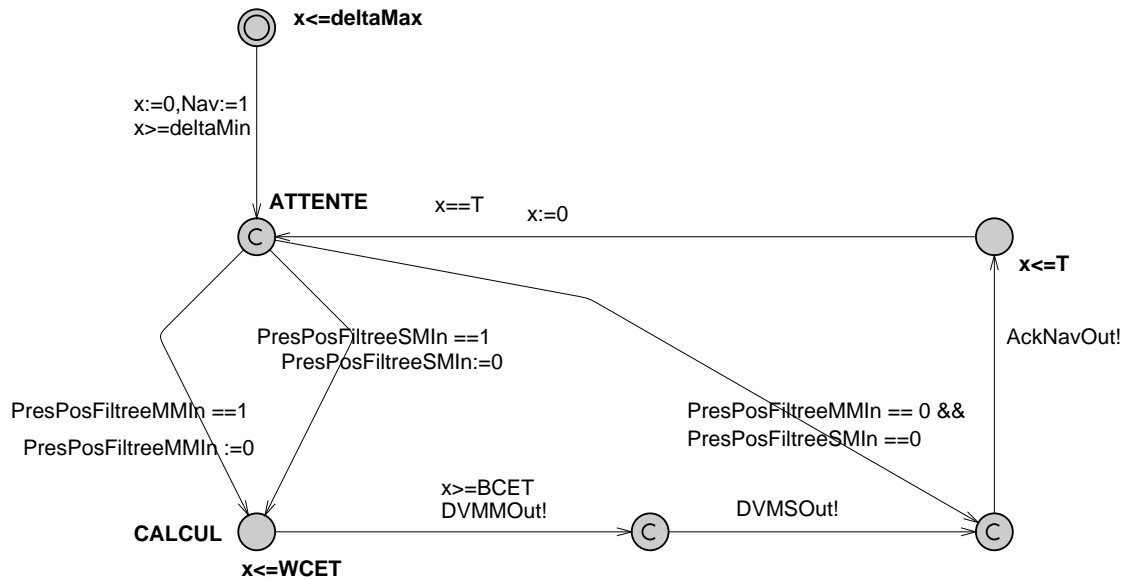 x<=deltaMax
x:=0,Nav:=1
x>=deltaMin
ATTENTE
x==T
x:=0
C
x<=T
PresPosFiltreeSMIn ==1
PresPosFiltreeSMIn:=0
AckNavOut!
PresPosFiltreeMMIn ==1
PresPosFiltreeMMIn :=0
PresPosFiltreeMMIn == 0 &&
PresPosFiltreeSMIn ==0
x>=BCET
DVMMOut!
DVMSOut!
CALCUL
C
C
x<=WCET